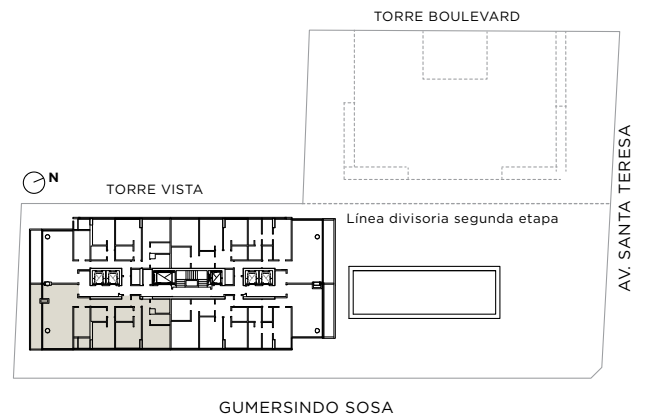 TORRE BOULEVARD
AV. SANTA TERESA
N
TORRE VISTA
Línea divisoria segunda etapa
GUMERSINDO SOSA